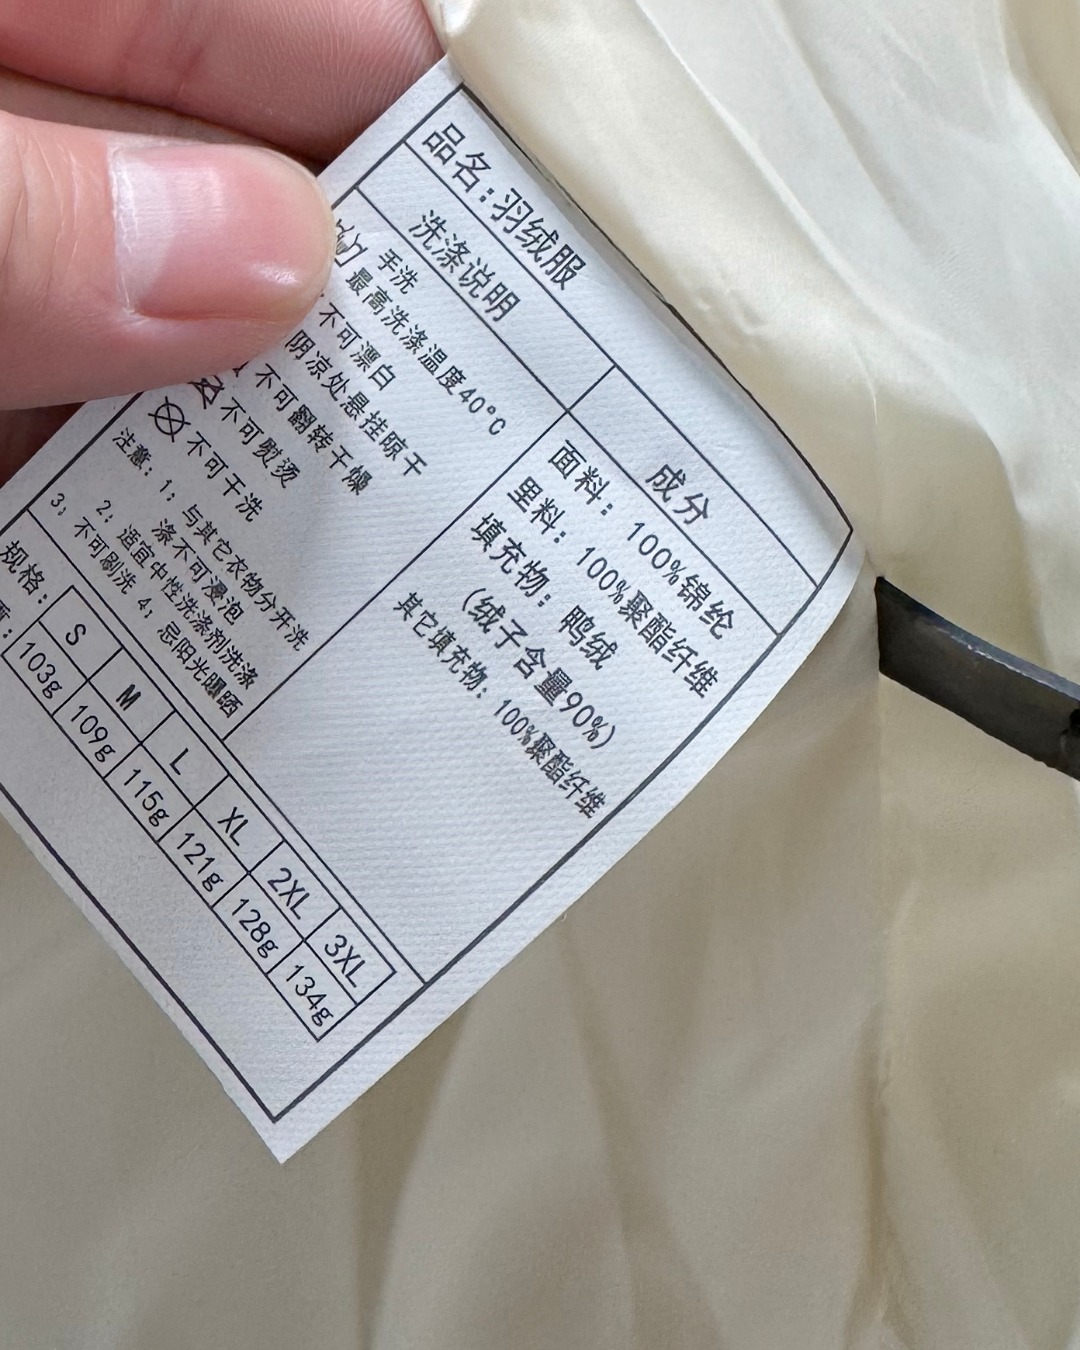 品名:羽绒服
洗涤说明
手洗
最高洗涤温度40°C
不可漂白
阴凉处悬挂晾干
不可翻转干燥
不可熨烫
不可干洗
注意: 1; 与其它衣物分开洗
涤不可浸泡
2; 适宜中性洗涤剂洗涤
3; 不可刷洗 4; 忌阳光曝晒
成分
面料: 100%锦纶
里料: 100%聚酯纤维
填充物: 鸭绒
(绒子含量90%)
其它填充物: 100%聚酯纤维
规格: S M L XL 2XL 3XL
103g 109g 115g 121g 128g 134g